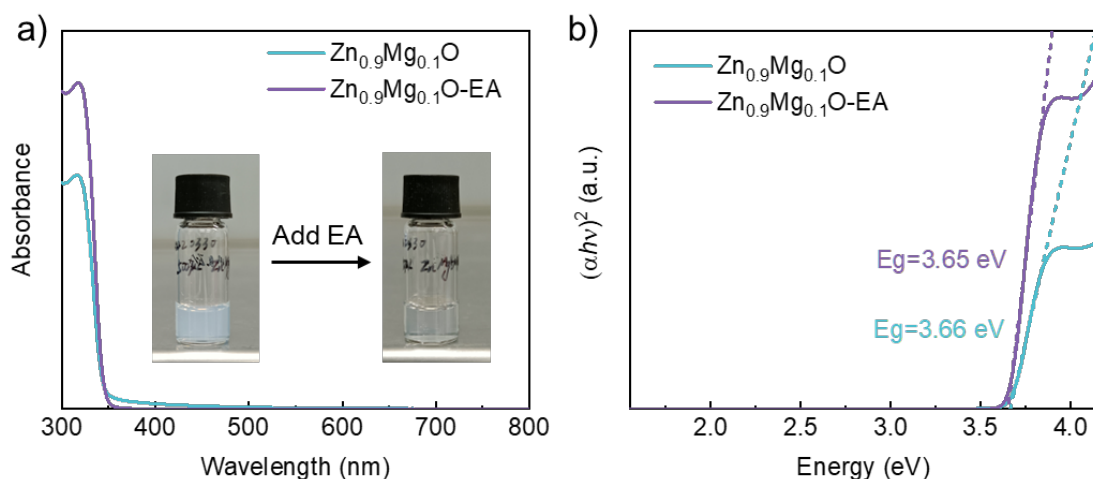 a)
Zn₀.₉Mg₀.₁O
Zn₀.₉Mg₀.₁O-EA
Absorbance
Add EA
300 400 500 600 700 800
Wavelength (nm)
b)
Zn₀.₉Mg₀.₁O
Zn₀.₉Mg₀.₁O-EA
(αhν)² (a.u.)
Eg=3.65 eV
Eg=3.66 eV
2.0 2.5 3.0 3.5 4.0
Energy (eV)